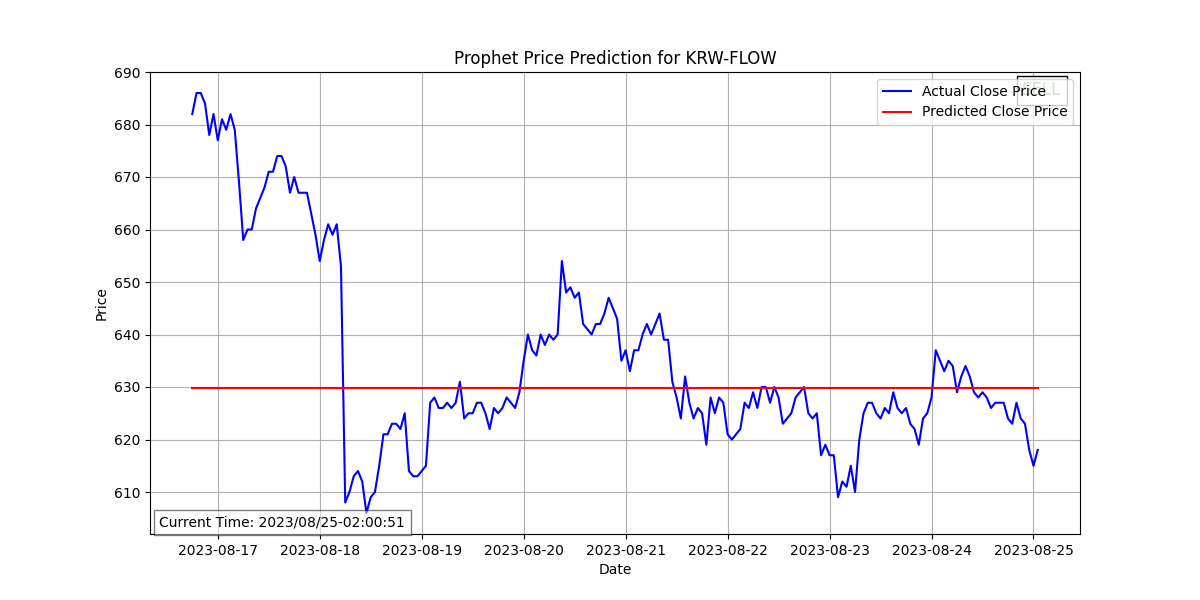 Prophet Price Prediction for KRW-FLOW
SELL
Actual Close Price
Predicted Close Price
690
680
670
660
650
640
630
620
610
Price
Current Time: 2023/08/25-02:00:51
2023-08-17
2023-08-18
2023-08-19
2023-08-20
2023-08-21
2023-08-22
2023-08-23
2023-08-24
2023-08-25
Date